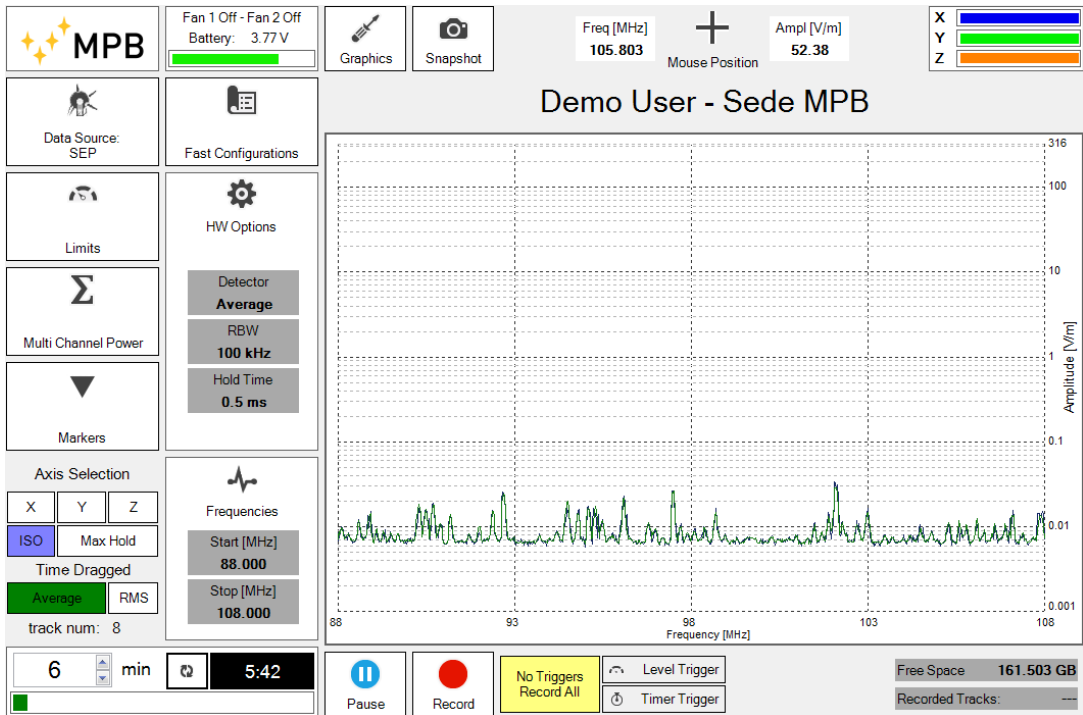 MPB
Fan 1 Off - Fan 2 Off
Battery: 3.77 V
Graphics
Snapshot
Freq [MHz]
105.803
Mouse Position
Ampl [V/m]
52.38
X
Y
Z
Data Source:
SEP
Fast Configurations
Limits
Multi Channel Power
Markers
HW Options
Detector
Average
RBW
100 kHz
Hold Time
0.5 ms
Axis Selection
X Y Z
ISO Max Hold
Time Dragged
Average RMS
track num: 8
Frequencies
Start [MHz]
88.000
Stop [MHz]
108.000
Demo User - Sede MPB
316
100
10
1
0.1
0.01
0.001
Amplitude [V/m]
88 93 98 103 108
Frequency [MHz]
6 min 5:42
Pause
Record
No Triggers
Record All
Level Trigger
Timer Trigger
Free Space 161.503 GB
Recorded Tracks: ---